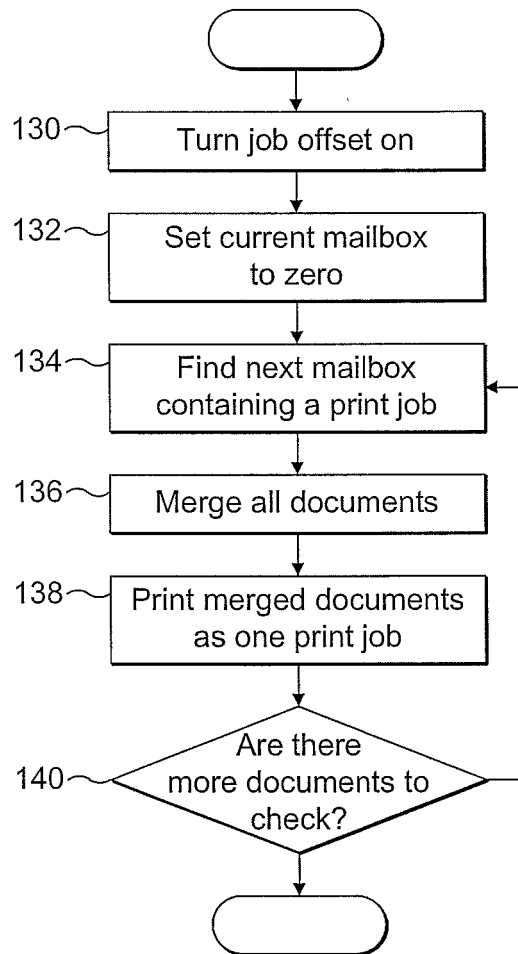 130
Turn job offset on
132
Set current mailbox
to zero
134
Find next mailbox
containing a print job
136
Merge all documents
138
Print merged documents
as one print job
140
Are there
more documents to
check?